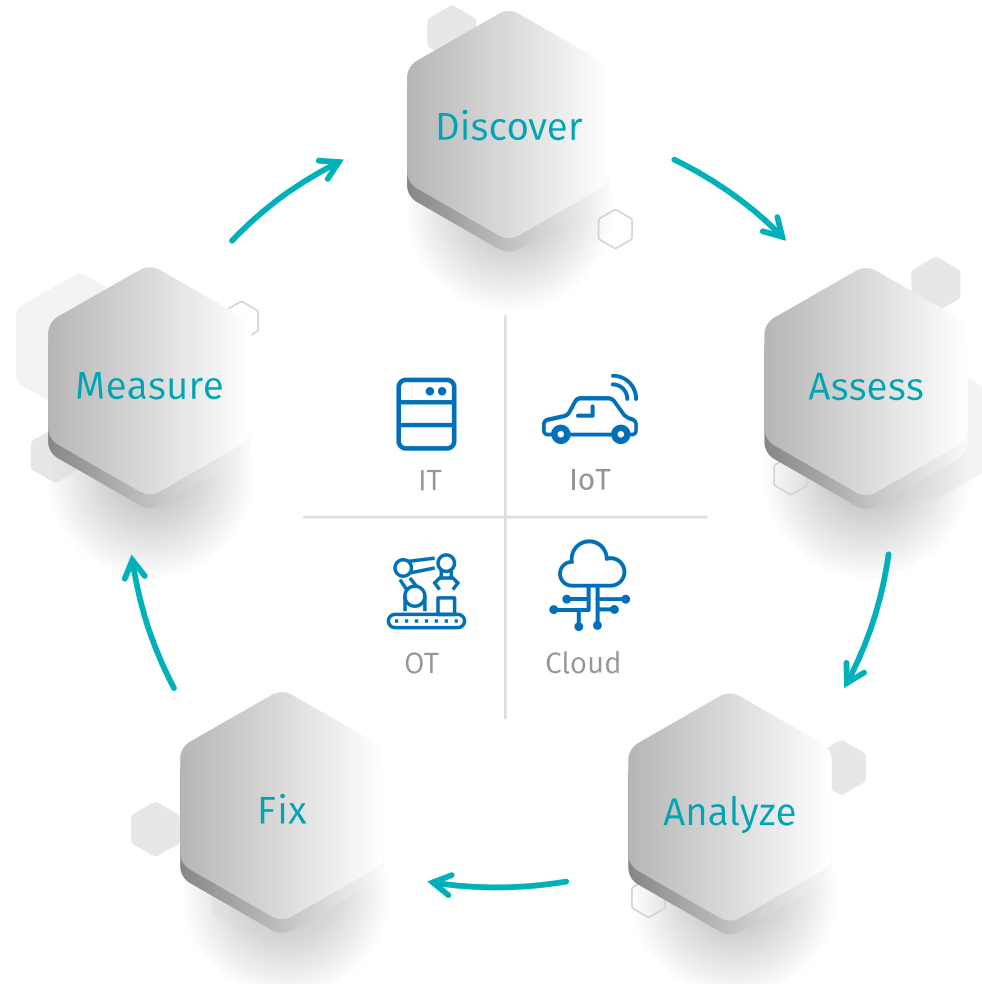 Discover
Measure
Assess
IT
IoT
OT
Cloud
Fix
Analyze